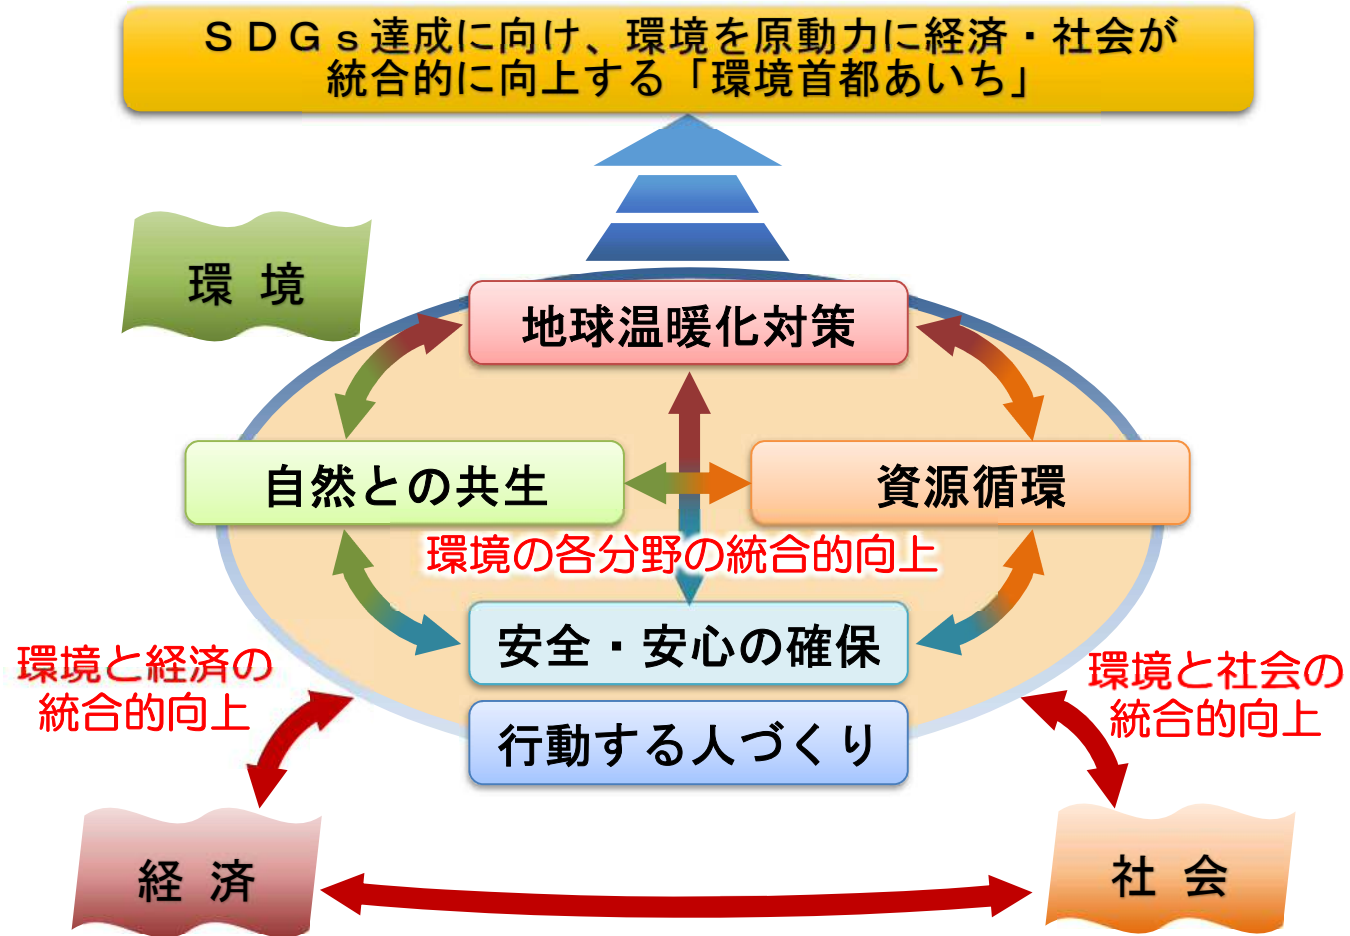 ＳＤＧｓ達成に向け、環境を原動力に経済・社会が
統合的に向上する「環境首都あいち」
環 境
地球温暖化対策
自然との共生
資源循環
環境の各分野の統合的向上
安全・安心の確保
行動する人づくり
環境と経済の
統合的向上
環境と社会の
統合的向上
経 済
社 会